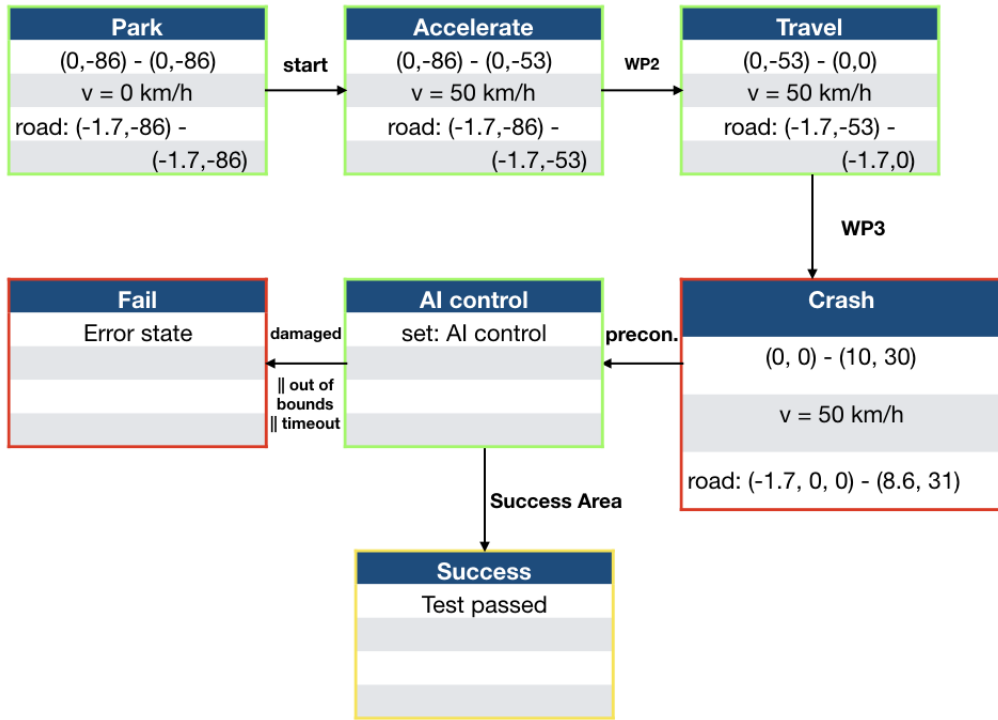 Park
(0,-86) - (0,-86)
v = 0 km/h
road: (-1.7,-86) -
(-1.7,-86)
start
Accelerate
(0,-86) - (0,-53)
v = 50 km/h
road: (-1.7,-86) -
(-1.7,-53)
WP2
Travel
(0,-53) - (0,0)
v = 50 km/h
road: (-1.7,-53) -
(-1.7,0)
WP3
Crash
(0, 0) - (10, 30)
v = 50 km/h
road: (-1.7, 0, 0) - (8.6, 31)
precon.
AI control
set: AI control
damaged
|| out of
bounds
|| timeout
Fail
Error state
Success Area
Success
Test passed